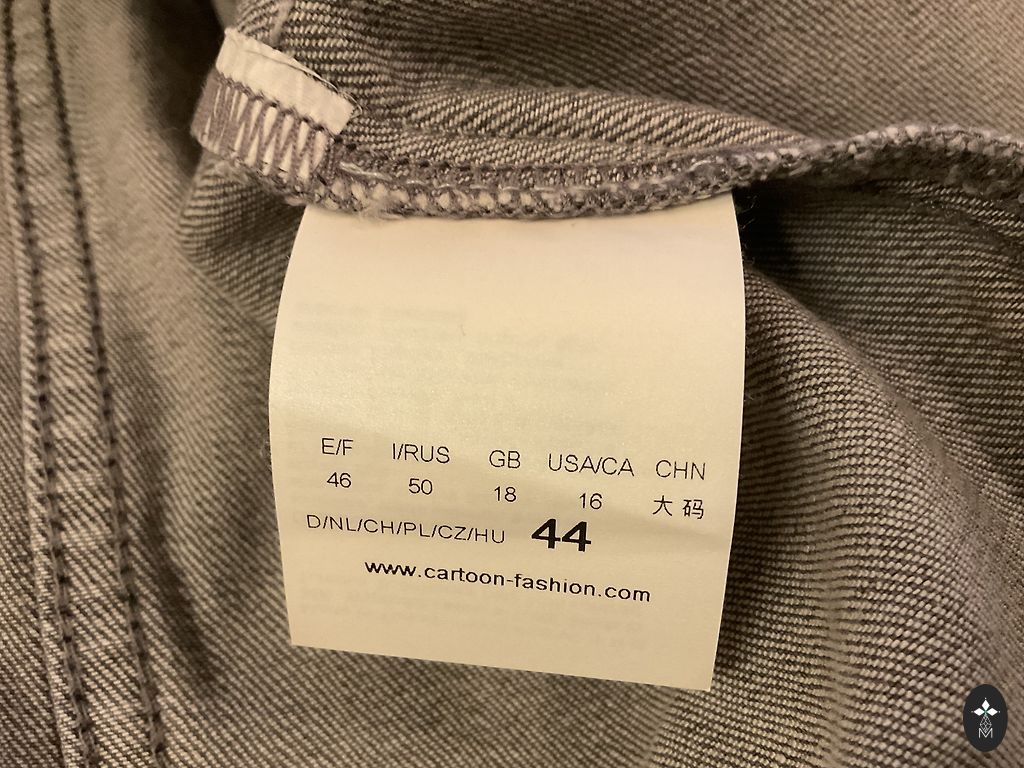 E/F I/RUS GB USA/CA CHN
46 50 18 16 大码
D/NL/CH/PL/CZ/HU 44
www.cartoon-fashion.com
M